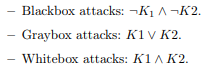 – Blackbox attacks: ¬K₁ ∧ ¬K2.
– Graybox attacks: K1 ∨ K2.
– Whitebox attacks: K1 ∧ K2.